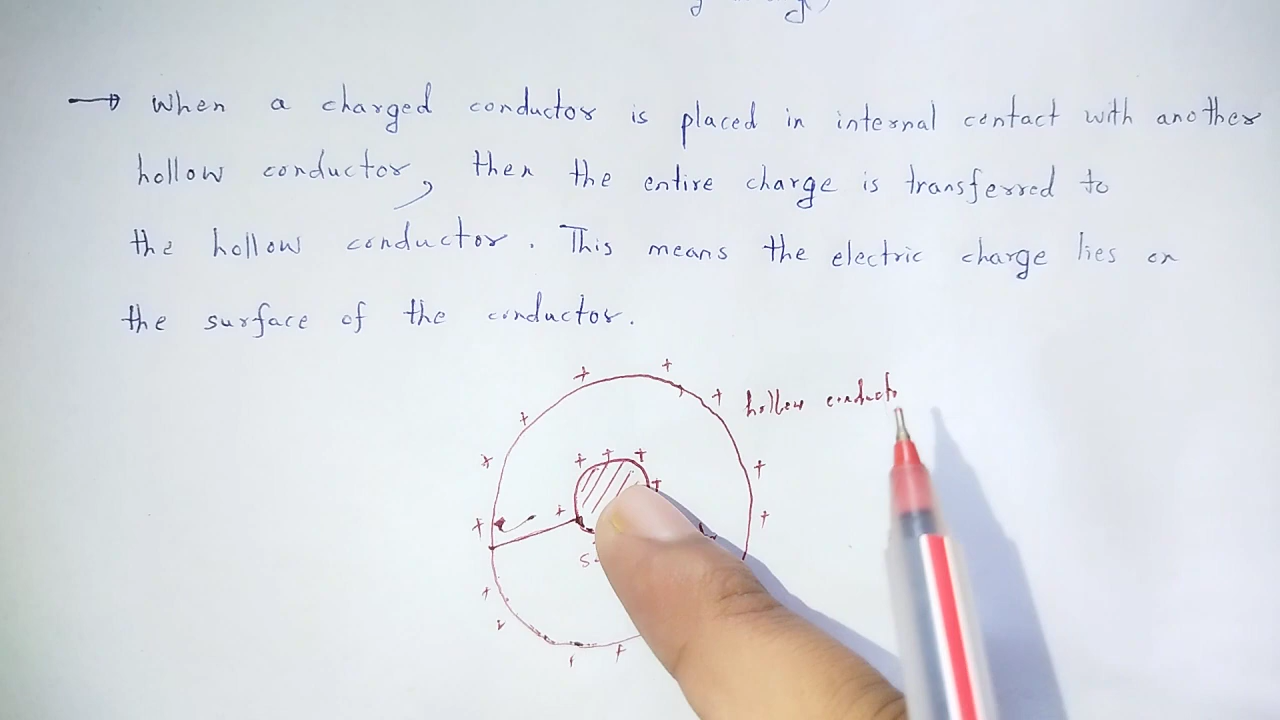 → When a charged conductor is placed in internal contact with another
hollow conductor, then the entire charge is transferred to
the hollow conductor. This means the electric charge lies on
the surface of the conductor.
hollow conducto